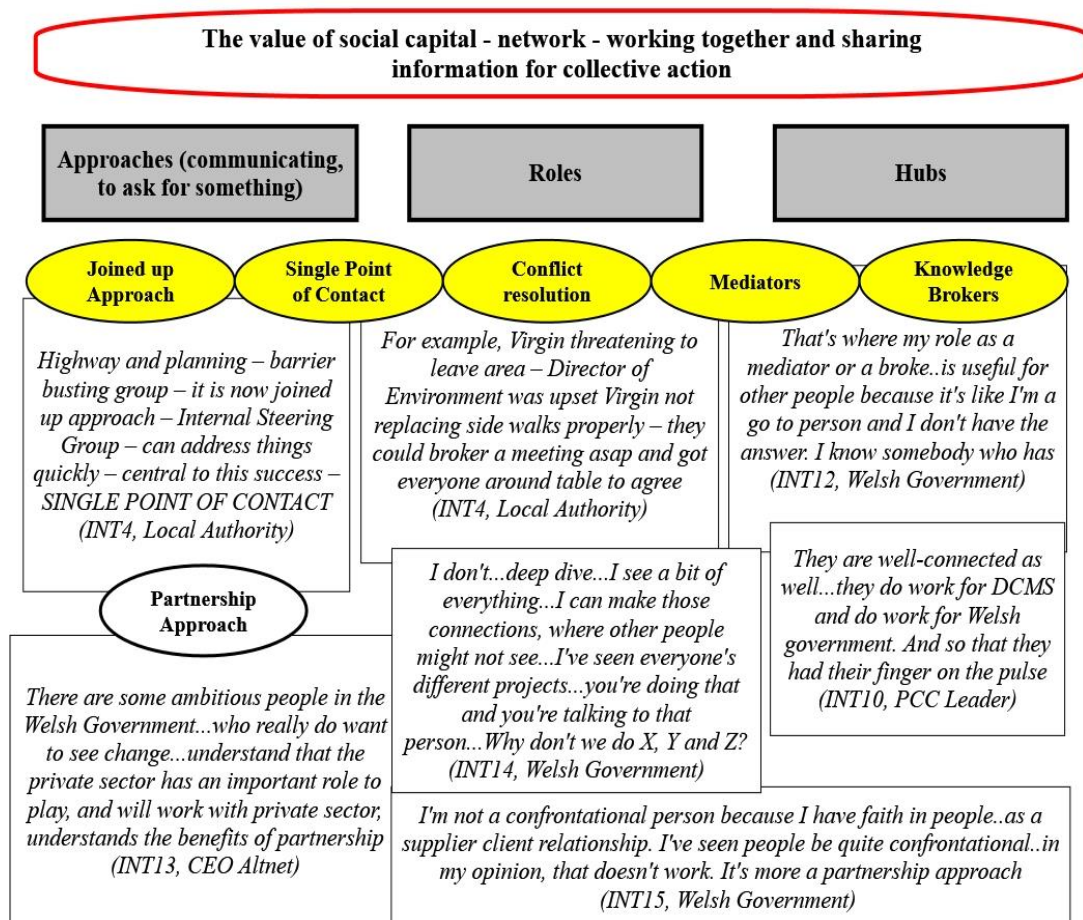 The value of social capital - network - working together and sharing
information for collective action
Approaches (communicating,
to ask for something)
Roles
Hubs
Joined up
Approach
Single Point
of Contact
Conflict
resolution
Mediators
Knowledge
Brokers
Highway and planning – barrier
busting group – it is now joined
up approach – Internal Steering
Group – can address things
quickly – central to this success –
SINGLE POINT OF CONTACT
(INT4, Local Authority)
For example, Virgin threatening to
leave area – Director of
Environment was upset Virgin not
replacing side walks properly – they
could broker a meeting asap and got
everyone around table to agree
(INT4, Local Authority)
That's where my role as a
mediator or a broke..is useful for
other people because it's like I'm a
go to person and I don't have the
answer. I know somebody who has
(INT12, Welsh Government)
Partnership
Approach
There are some ambitious people in the
Welsh Government...who really do want
to see change...understand that the
private sector has an important role to
play, and will work with private sector,
understands the benefits of partnership
(INT13, CEO Altnet)
I don't...deep dive...I see a bit of
everything...I can make those
connections, where other people
might not see...I've seen everyone's
different projects...you're doing that
and you're talking to that
person...Why don't we do X, Y and Z?
(INT14, Welsh Government)
They are well-connected as
well...they do work for DCMS
and do work for Welsh
government. And so that they
had their finger on the pulse
(INT10, PCC Leader)
I'm not a confrontational person because I have faith in people..as a
supplier client relationship. I've seen people be quite confrontational..in
my opinion, that doesn't work. It's more a partnership approach
(INT15, Welsh Government)